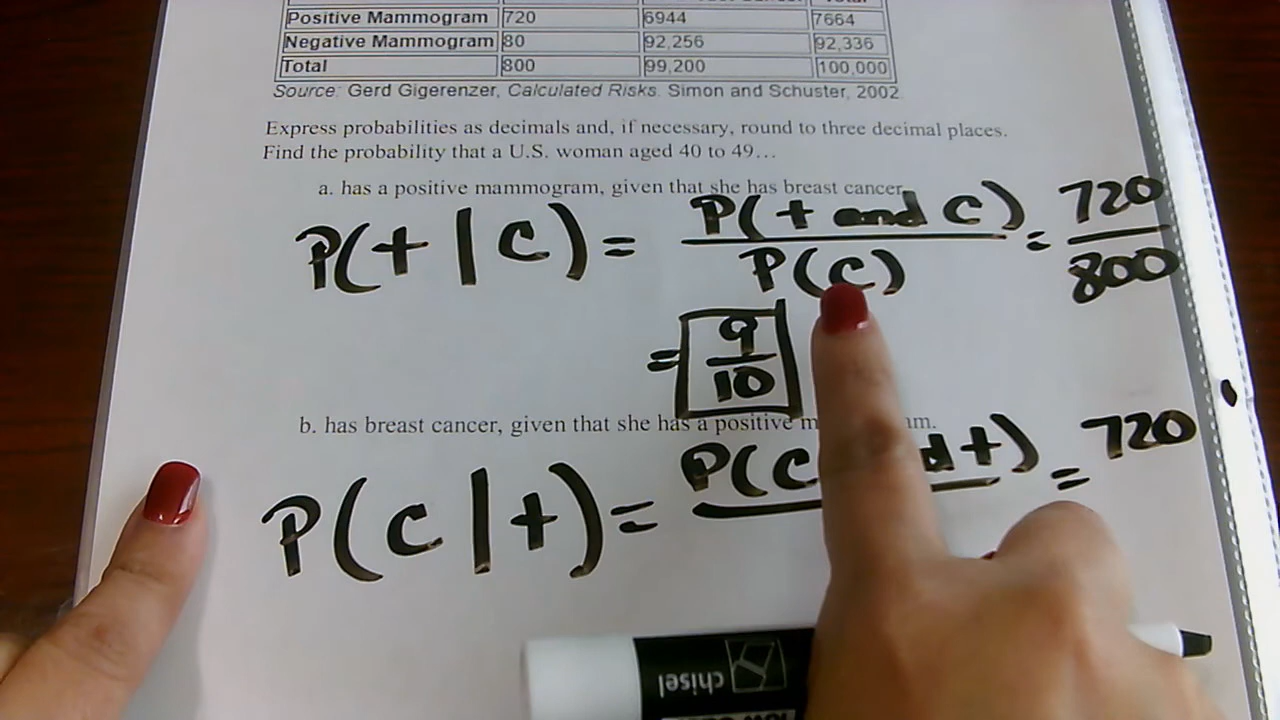 Positive Mammogram 720 6944 7664
Negative Mammogram 80 92,256 92,336
Total 800 99,200 100,000
Source: Gerd Gigerenzer, Calculated Risks. Simon and Schuster, 2002
Express probabilities as decimals and, if necessary, round to three decimal places.
Find the probability that a U.S. woman aged 40 to 49…
a. has a positive mammogram, given that she has breast cancer
P(+ | C) = P(+ and C) / P(C) = 720 / 800
= 9 / 10
b. has breast cancer, given that she has a positive
P(C | +) = P(C +) = 720
chisel